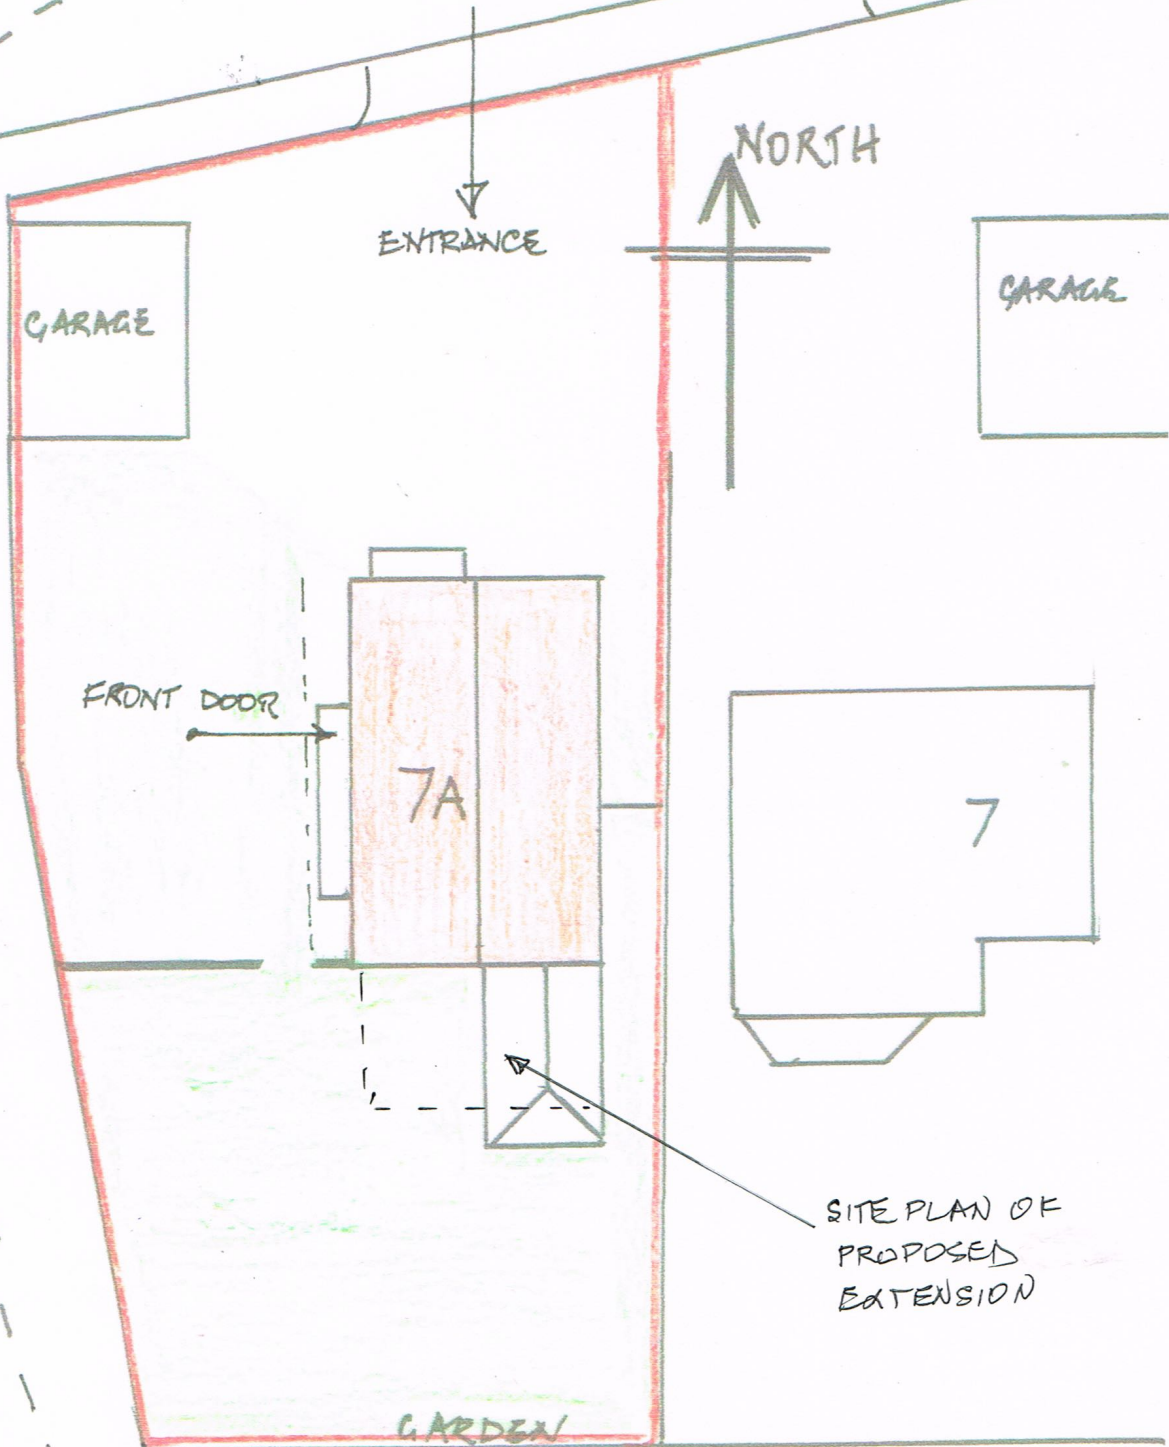 NORTH
ENTRANCE
GARAGE
GARAGE
FRONT DOOR
7A
7
SITE PLAN OF
PROPOSED
EXTENSION
GARDEN